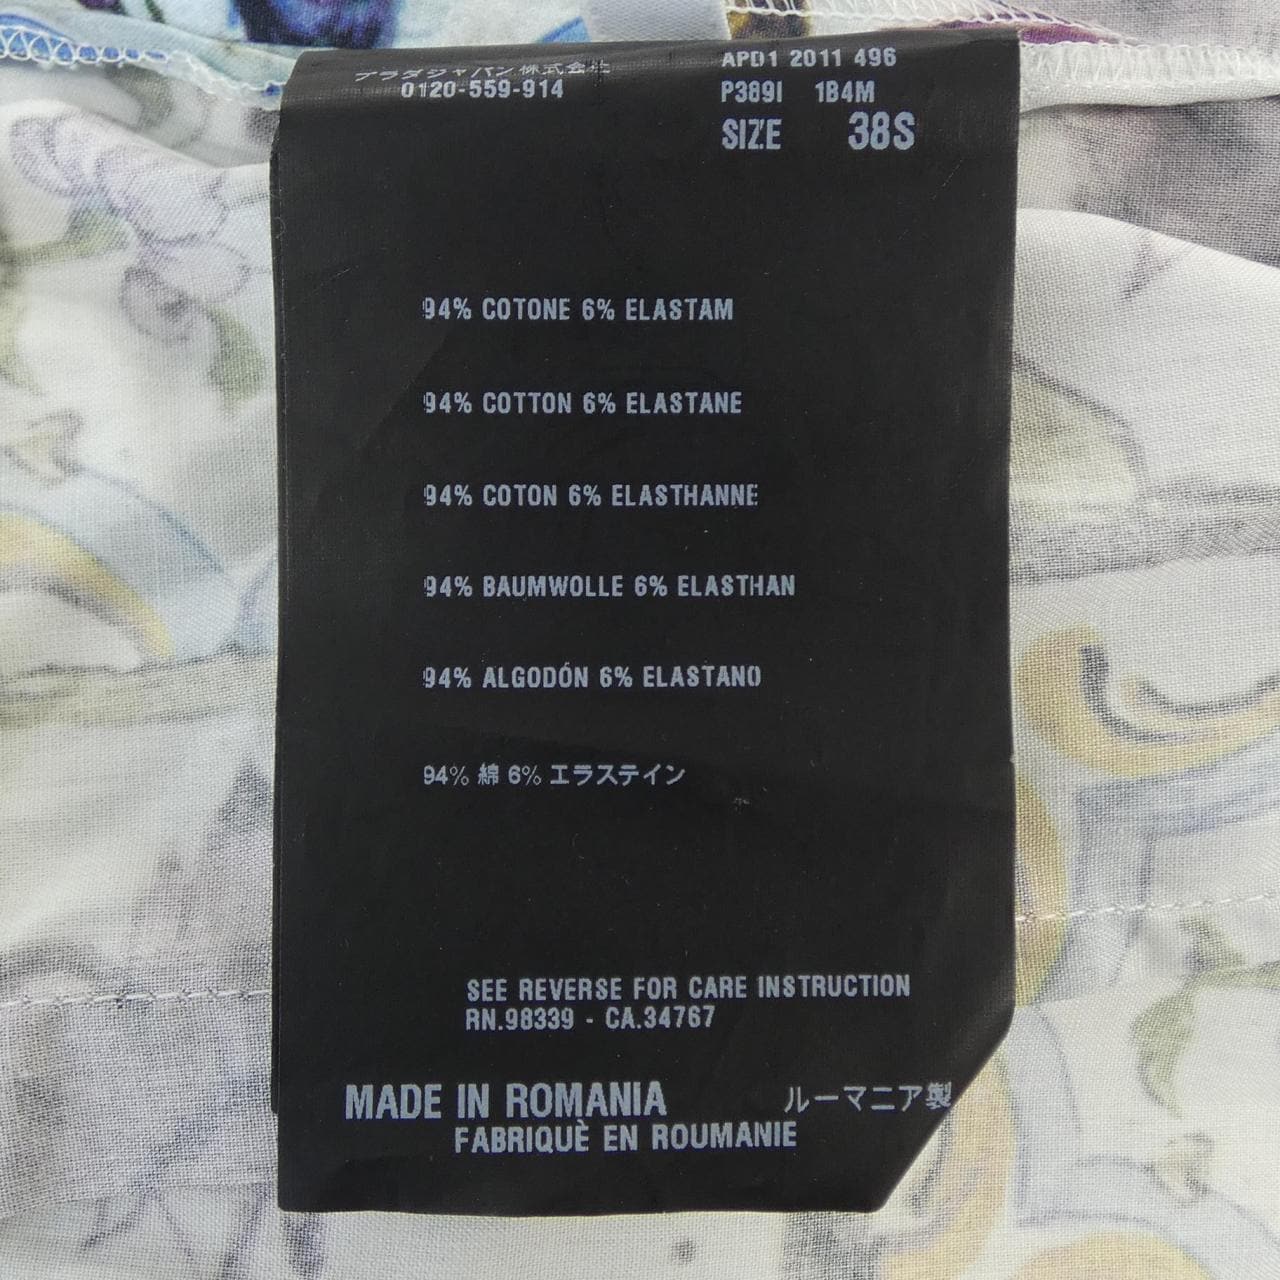 プラダジャパン株式会社
0120-559-914
APD1 2011 496
P389I 1B4M
SIZE 38S
94% COTONE 6% ELASTAM
94% COTTON 6% ELASTANE
94% COTON 6% ELASTHANNE
94% BAUMWOLLE 6% ELASTHAN
94% ALGODÓN 6% ELASTANO
94% 綿 6% エラステイン
SEE REVERSE FOR CARE INSTRUCTION
RN.98339 - CA.34767
MADE IN ROMANIA ルーマニア製
FABRIQUÈ EN ROUMANIE